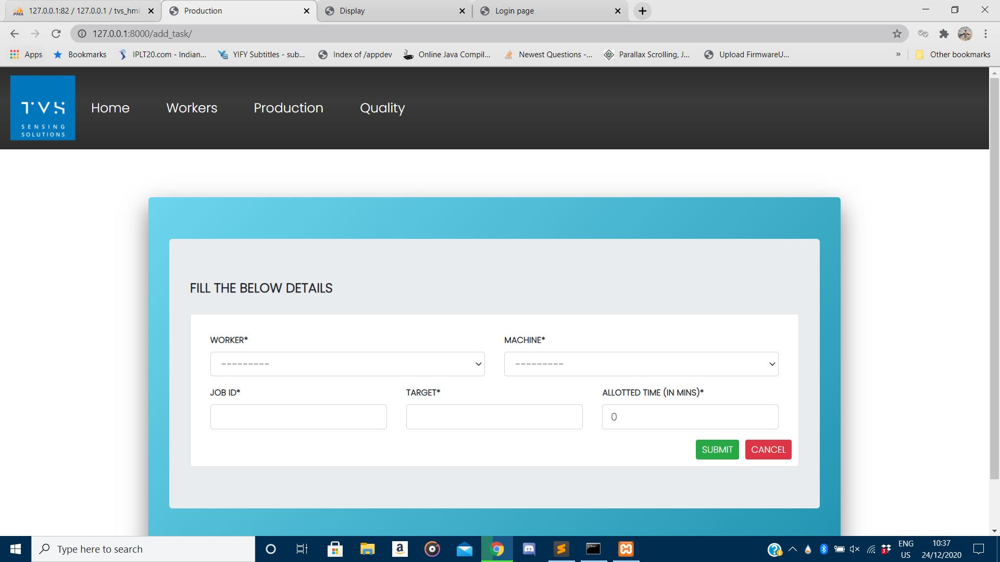 127.0.0.1:82 / 127.0.0.1 / tvs_hmi
Production
Display
Login page
127.0.0.1:8000/add_task/
Apps
Bookmarks
IPLT20.com - Indian...
YIFY Subtitles - sub...
Index of /appdev
Online Java Compil...
Newest Questions -...
Parallax Scrolling, J...
Upload FirmwareU...
»
Other bookmarks
TVS
SENSING
SOLUTIONS
Home
Workers
Production
Quality
FILL THE BELOW DETAILS
WORKER*
MACHINE*
---------
---------
JOB ID*
TARGET*
ALLOTTED TIME (IN MINS)*
0
SUBMIT
CANCEL
Type here to search
ENG
US
10:37
24/12/2020